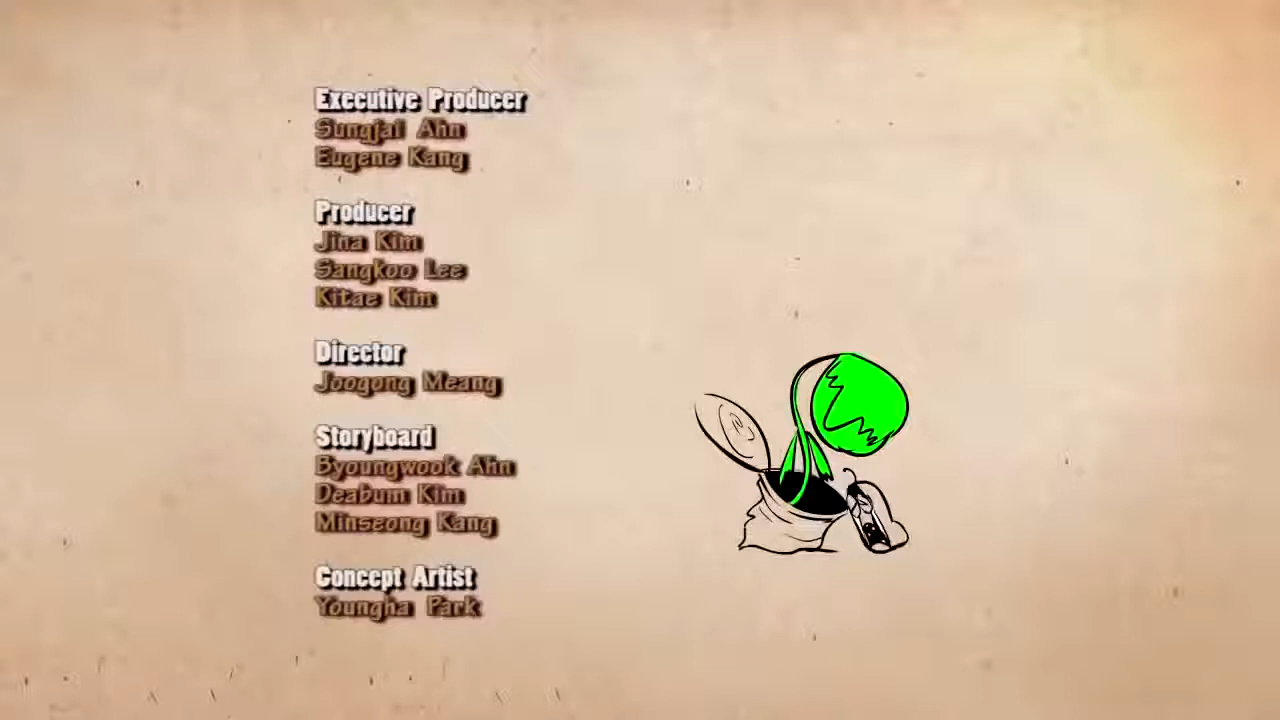 Executive Producer
Sungjai Ahn
Eugene Kang
Producer
Jina Kim
Sangkoo Lee
Kitae Kim
Director
Joogong Meang
Storyboard
Byoungwook Ahn
Deabum Kim
Minseong Kang
Concept Artist
Youngha Park